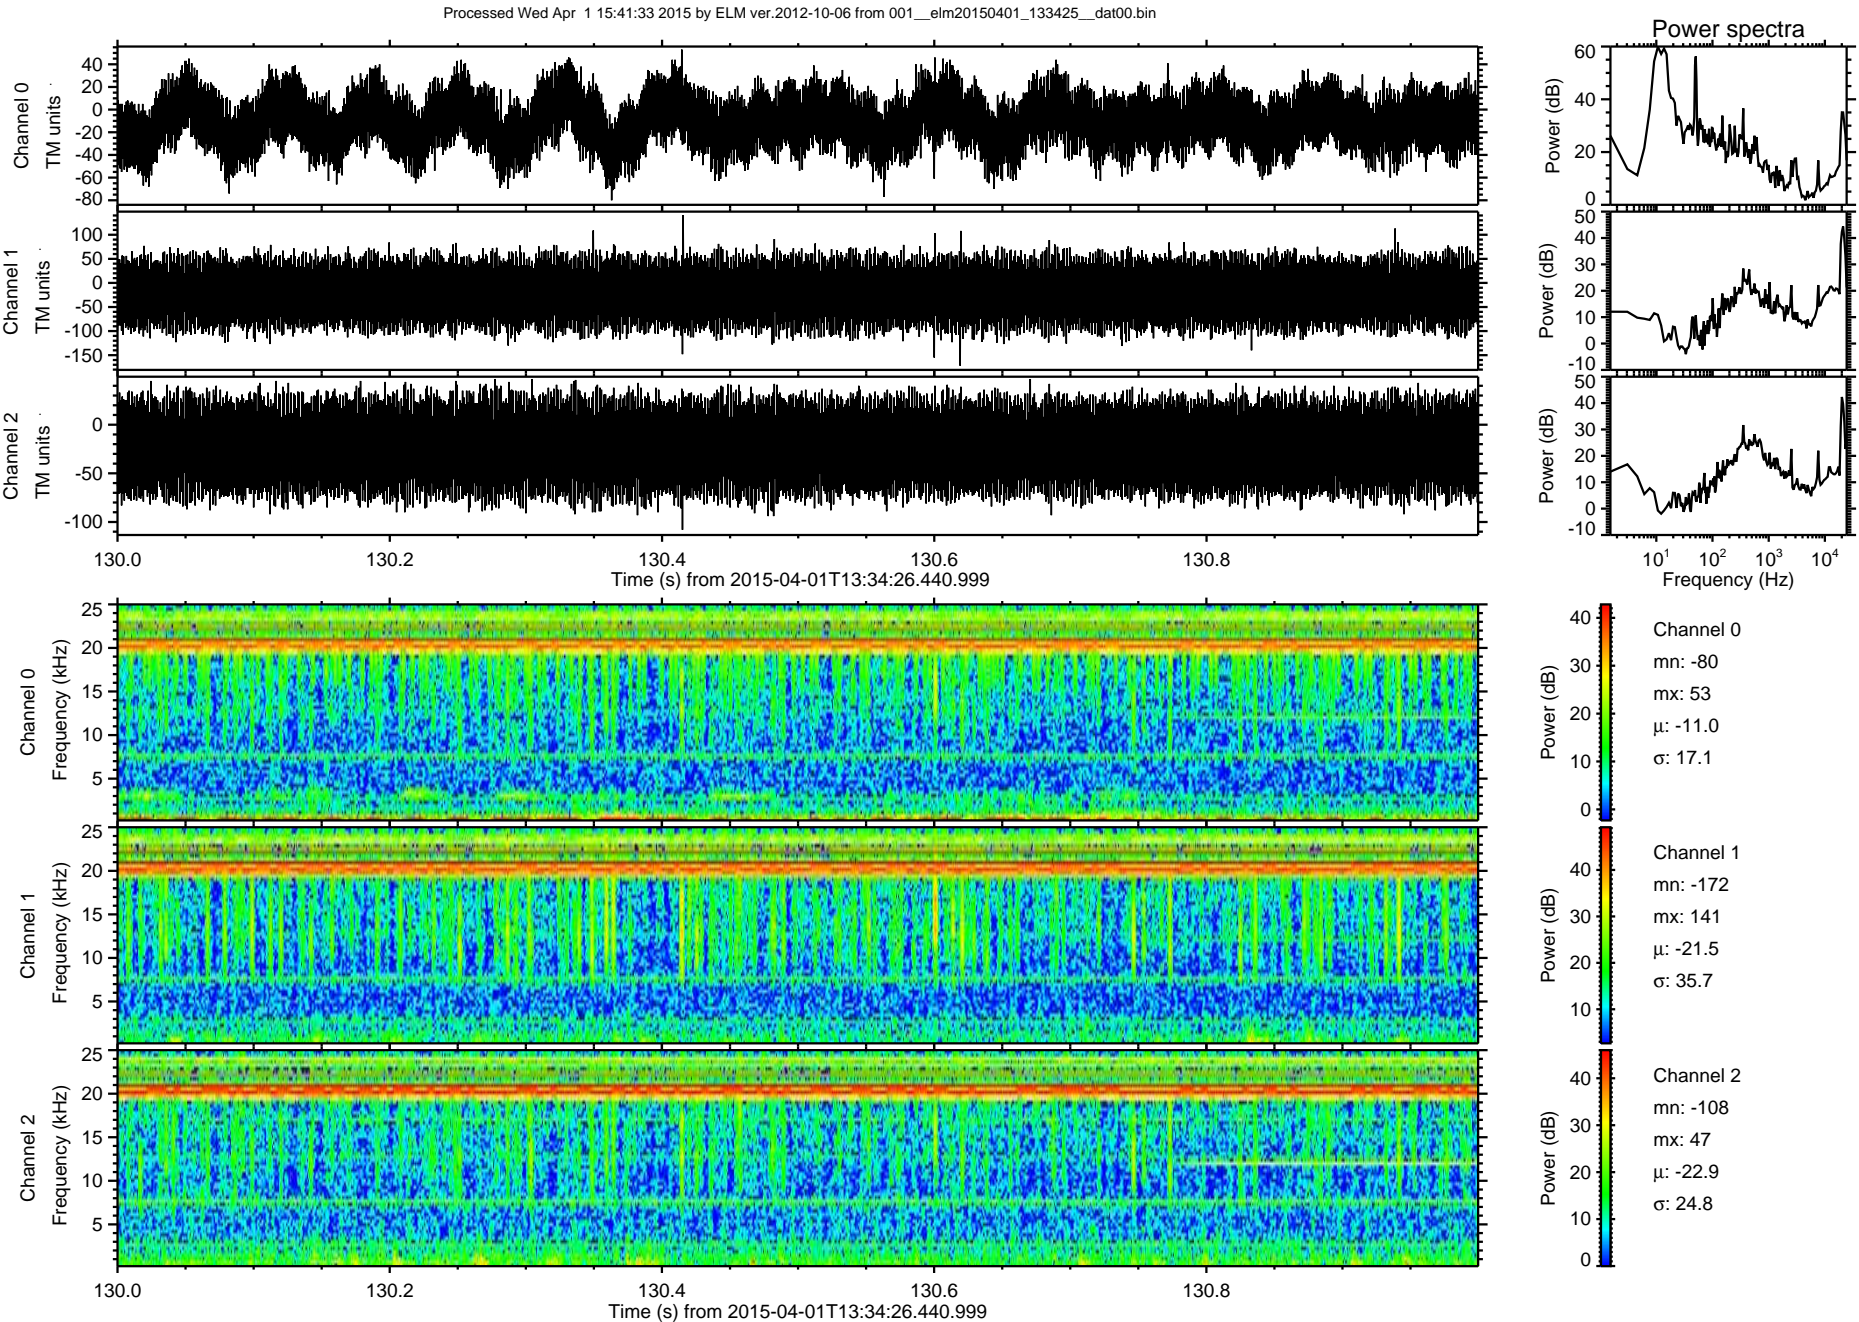 Processed Wed Apr  1 15:41:33 2015 by ELM ver.2012-10-06 from 001__elm20150401_133425__dat00.bin
Power spectra
Channel 0
TM units
40
20
0
-20
-40
-60
-80
Power (dB)
60
40
20
0
Channel 1
TM units
100
50
0
-50
-100
-150
Power (dB)
50
40
30
20
10
0
-10
Channel 2
TM units
0
-50
-100
Power (dB)
50
40
30
20
10
0
-10
130.0
130.2
130.4
130.6
130.8
Time (s) from 2015-04-01T13:34:26.440.999
10^1
10^2
10^3
10^4
Frequency (Hz)
Channel 0
Frequency (kHz)
25
20
15
10
5
Power (dB)
40
30
20
10
0
Channel 0
mn: -80
mx: 53
μ: -11.0
σ: 17.1
Channel 1
Frequency (kHz)
25
20
15
10
5
Power (dB)
40
30
20
10
Channel 1
mn: -172
mx: 141
μ: -21.5
σ: 35.7
Channel 2
Frequency (kHz)
25
20
15
10
5
Power (dB)
40
30
20
10
0
Channel 2
mn: -108
mx: 47
μ: -22.9
σ: 24.8
130.0
130.2
130.4
130.6
130.8
Time (s) from 2015-04-01T13:34:26.440.999